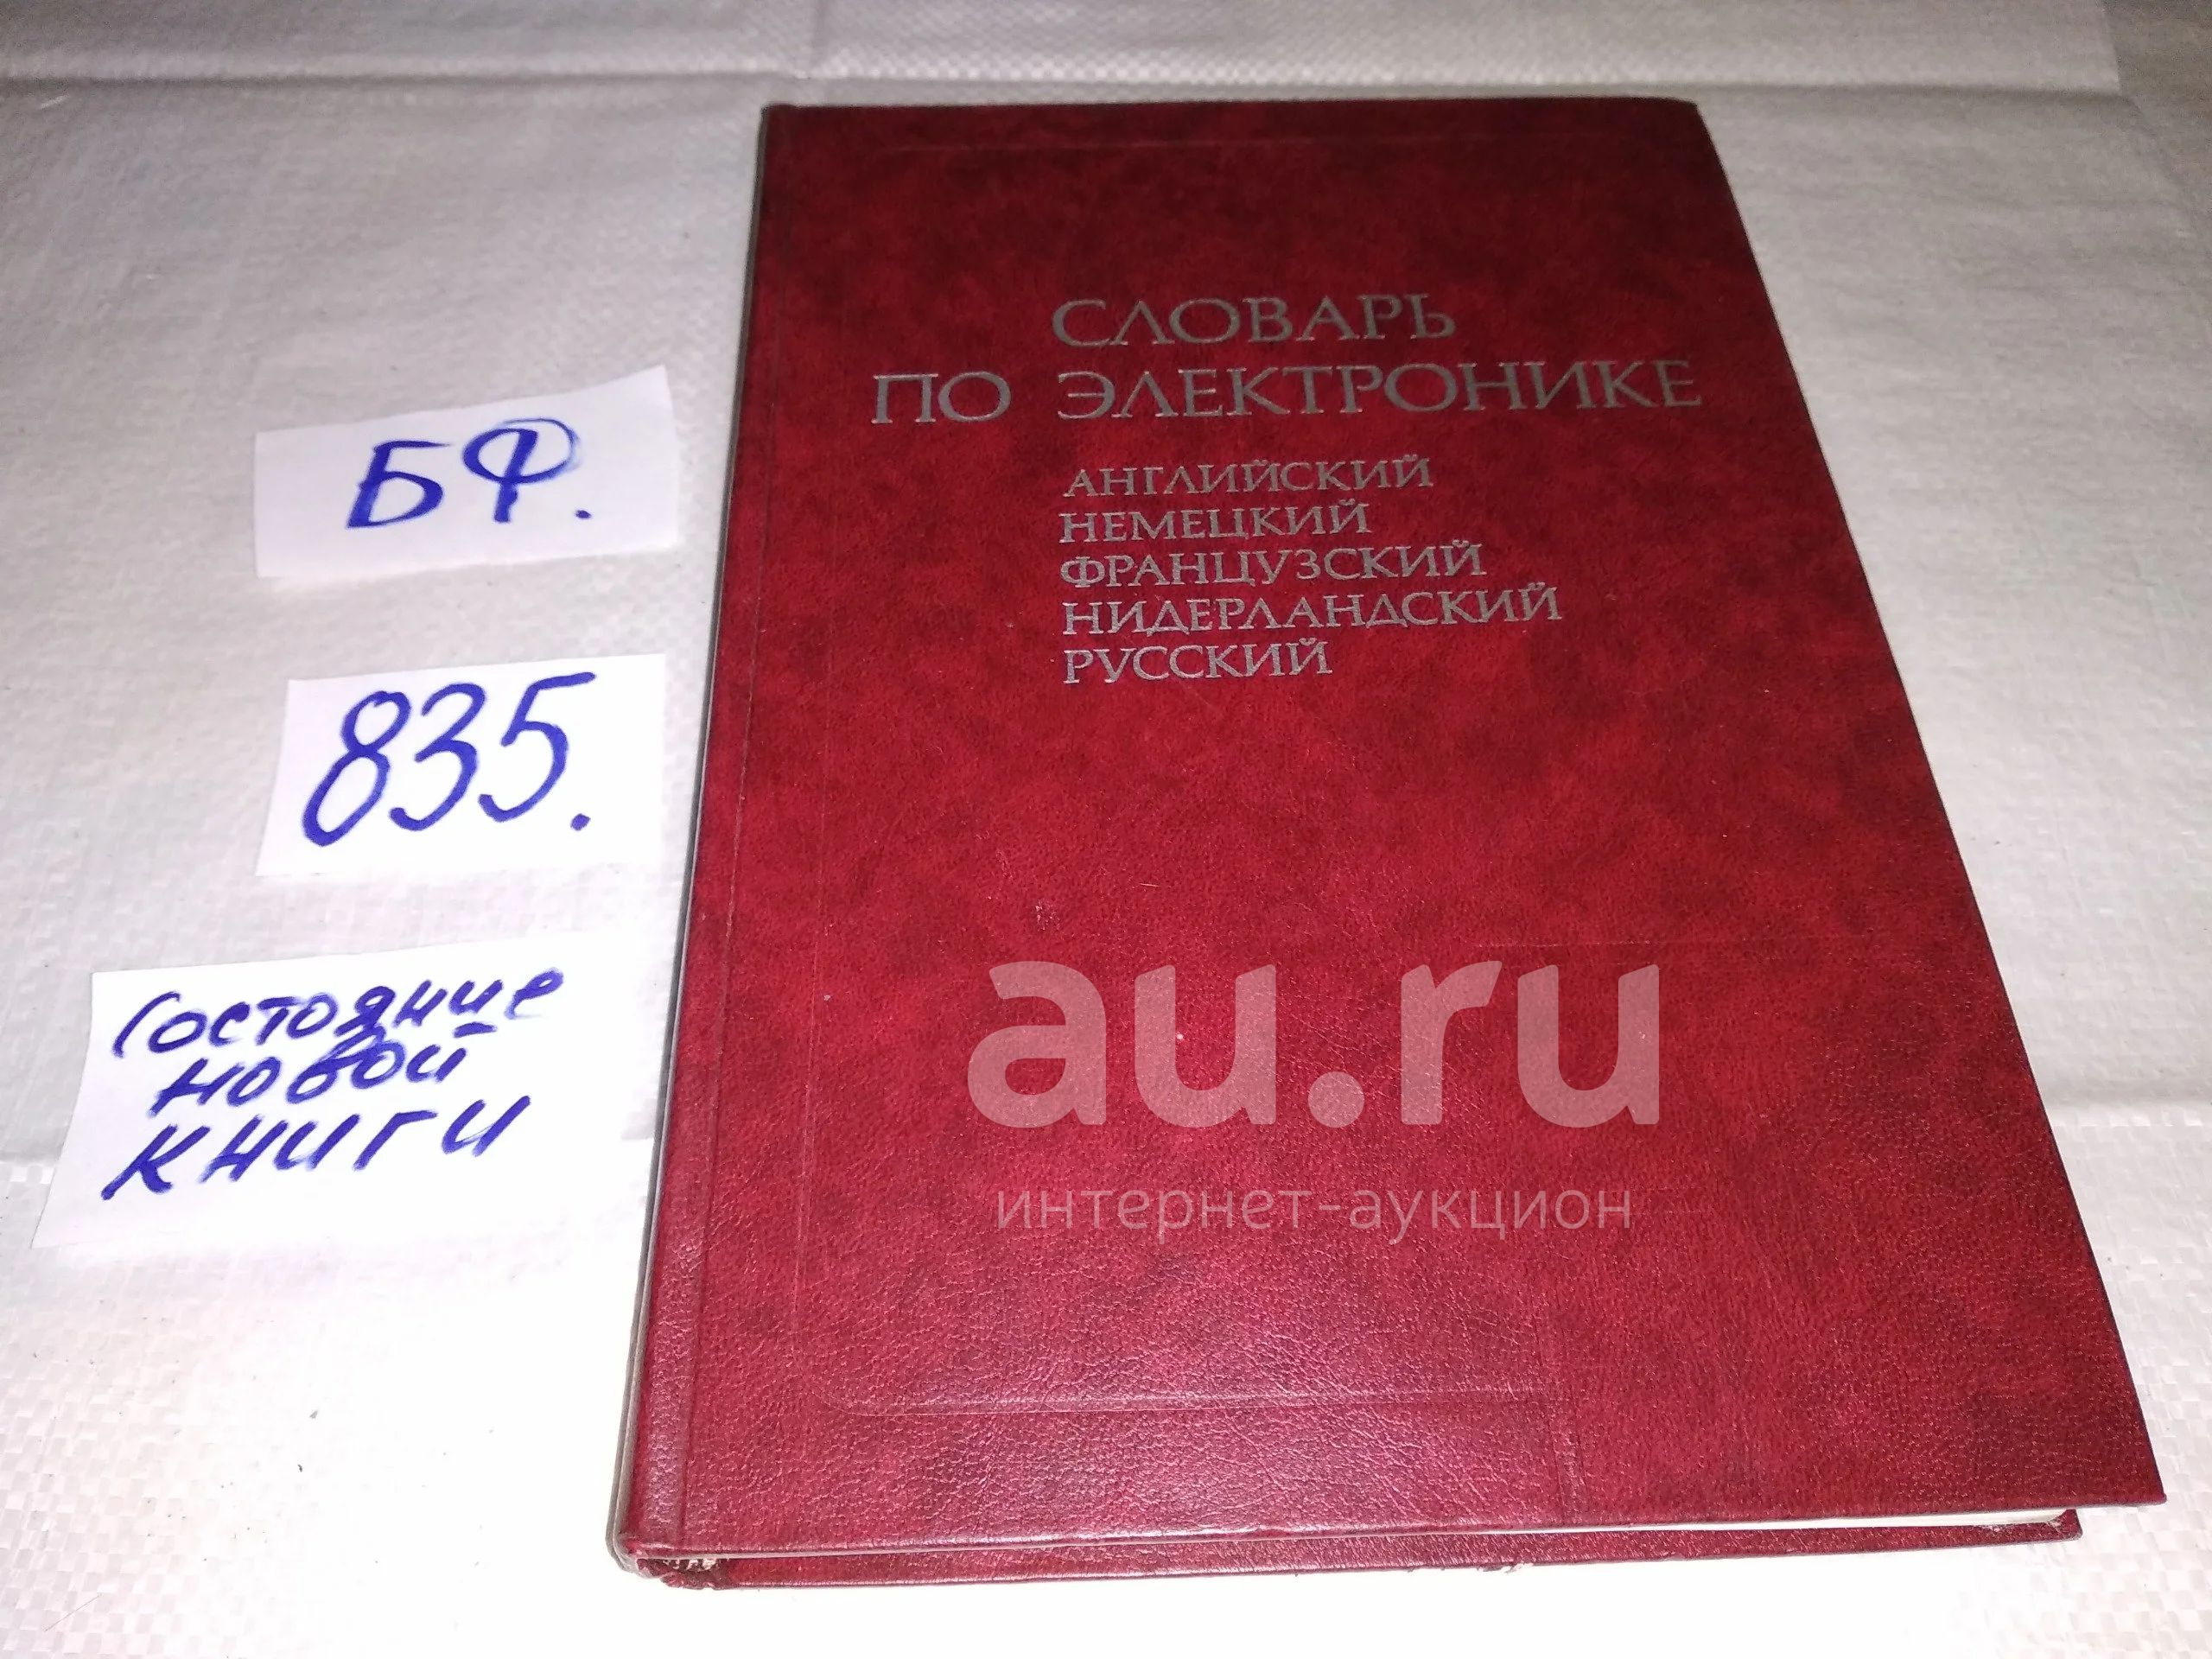 СЛОВАРЬ
ПО ЭЛЕКТРОНИКЕ
АНГЛИЙСКИЙ
НЕМЕЦКИЙ
ФРАНЦУЗСКИЙ
НИДЕРЛАНДСКИЙ
РУССКИЙ
БФ.
835.
Состояние
новой
книги
au.ru
интернет-аукцион